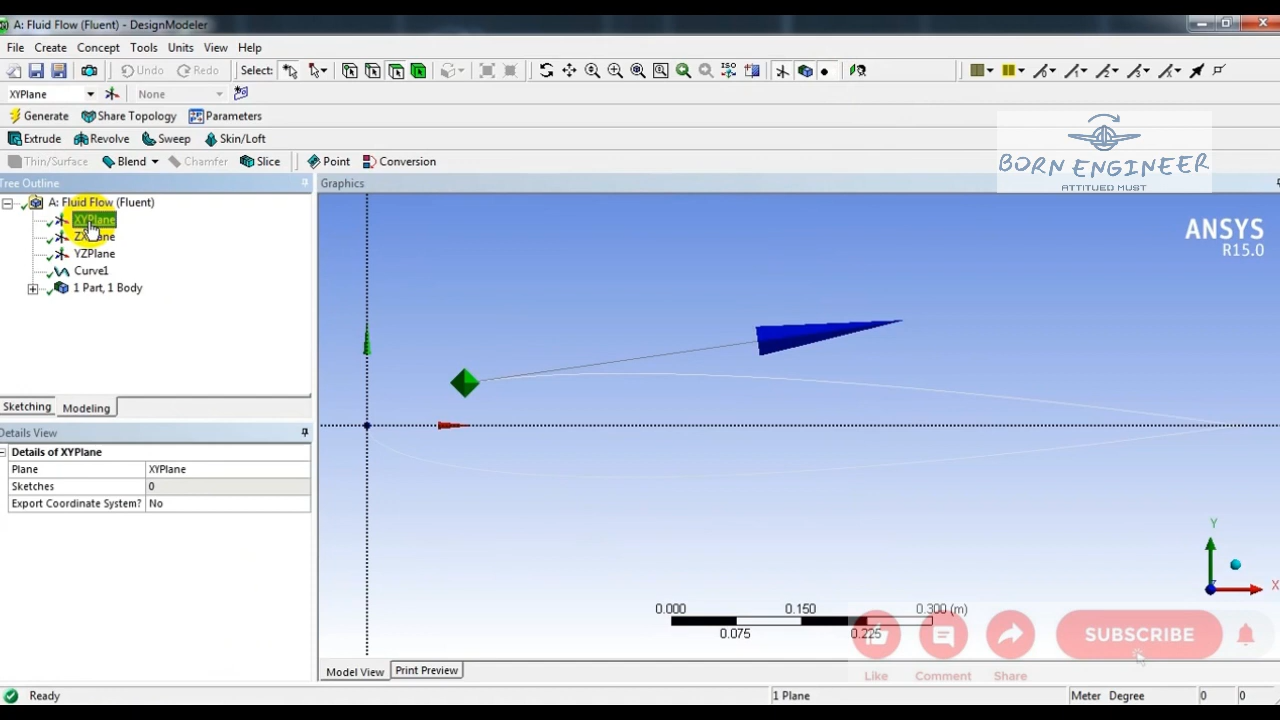 A: Fluid Flow (Fluent) - DesignModeler
File Create Concept Tools Units View Help
Undo Redo Select:
XYPlane None
Generate Share Topology Parameters
Extrude Revolve Sweep Skin/Loft
Thin/Surface Blend Chamfer Slice Point Conversion
BORN ENGINEER
ATTITUED MUST
Tree Outline
Graphics
A: Fluid Flow (Fluent)
XYPlane
ZXPlane
YZPlane
Curve1
1 Part, 1 Body
ANSYS
R15.0
Sketching Modeling
Details View
Details of XYPlane
Plane XYPlane
Sketches 0
Export Coordinate System? No
Y
X
0.000 0.150 0.300 (m)
0.075 0.225
SUBSCRIBE
Like Comment Share
Model View Print Preview
Ready 1 Plane Meter Degree 0 0